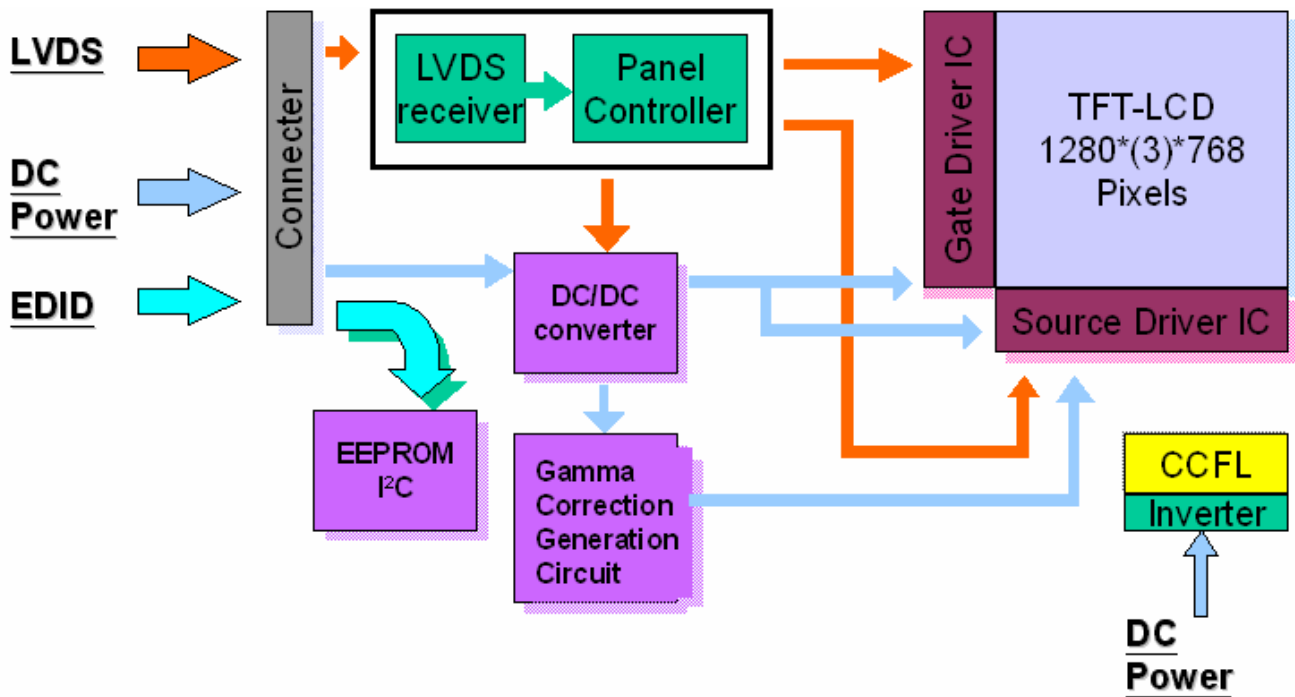 LVDS
DC
Power
EDID
Connecter
LVDS
receiver
Panel
Controller
DC/DC
converter
EEPROM
I²C
Gamma
Correction
Generation
Circuit
Gate Driver IC
TFT-LCD
1280*(3)*768
Pixels
Source Driver IC
CCFL
Inverter
DC
Power